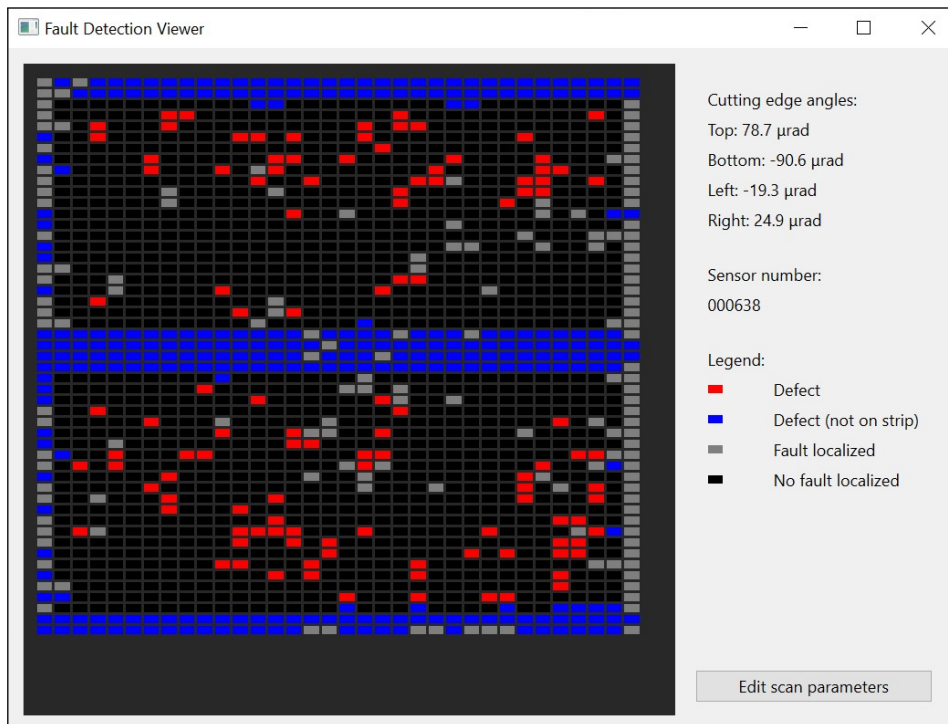 Fault Detection Viewer
Cutting edge angles:
Top: 78.7 µrad
Bottom: -90.6 µrad
Left: -19.3 µrad
Right: 24.9 µrad
Sensor number:
000638
Legend:
Defect
Defect (not on strip)
Fault localized
No fault localized
Edit scan parameters